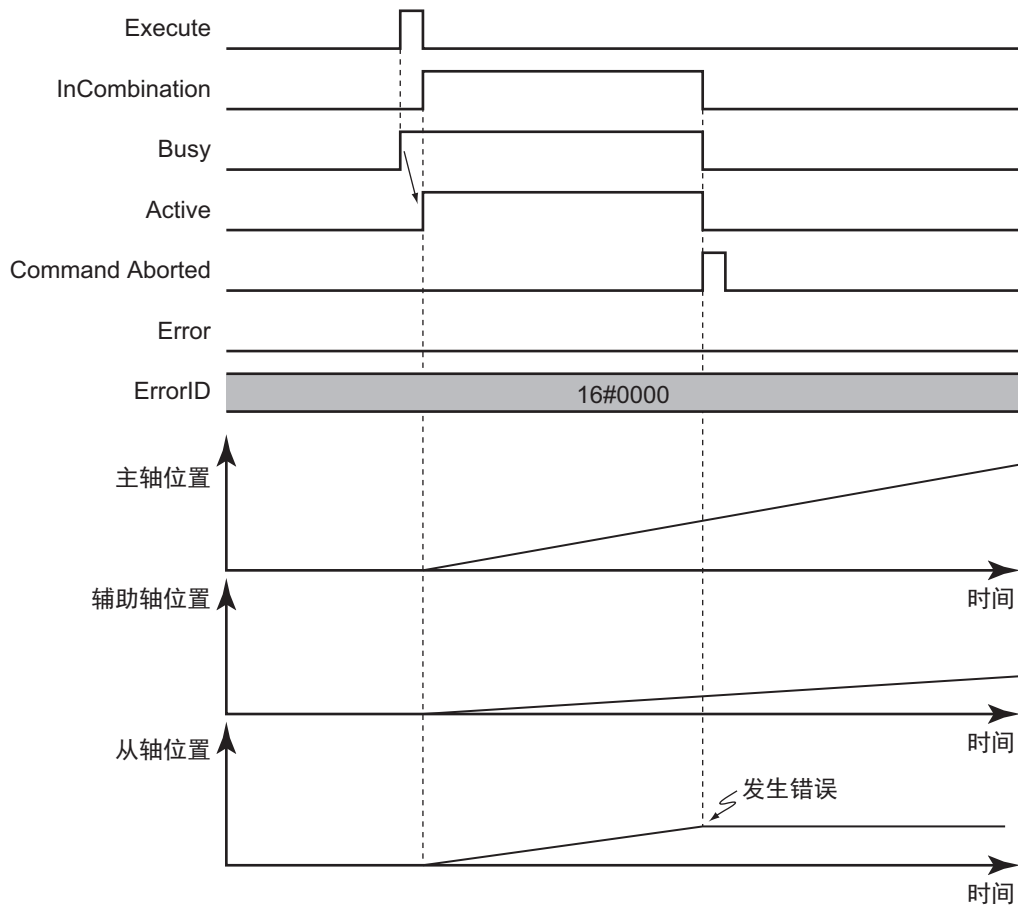 Execute
InCombination
Busy
Active
Command Aborted
Error
ErrorID
16#0000
主轴位置
时间
辅助轴位置
时间
从轴位置
发生错误
时间